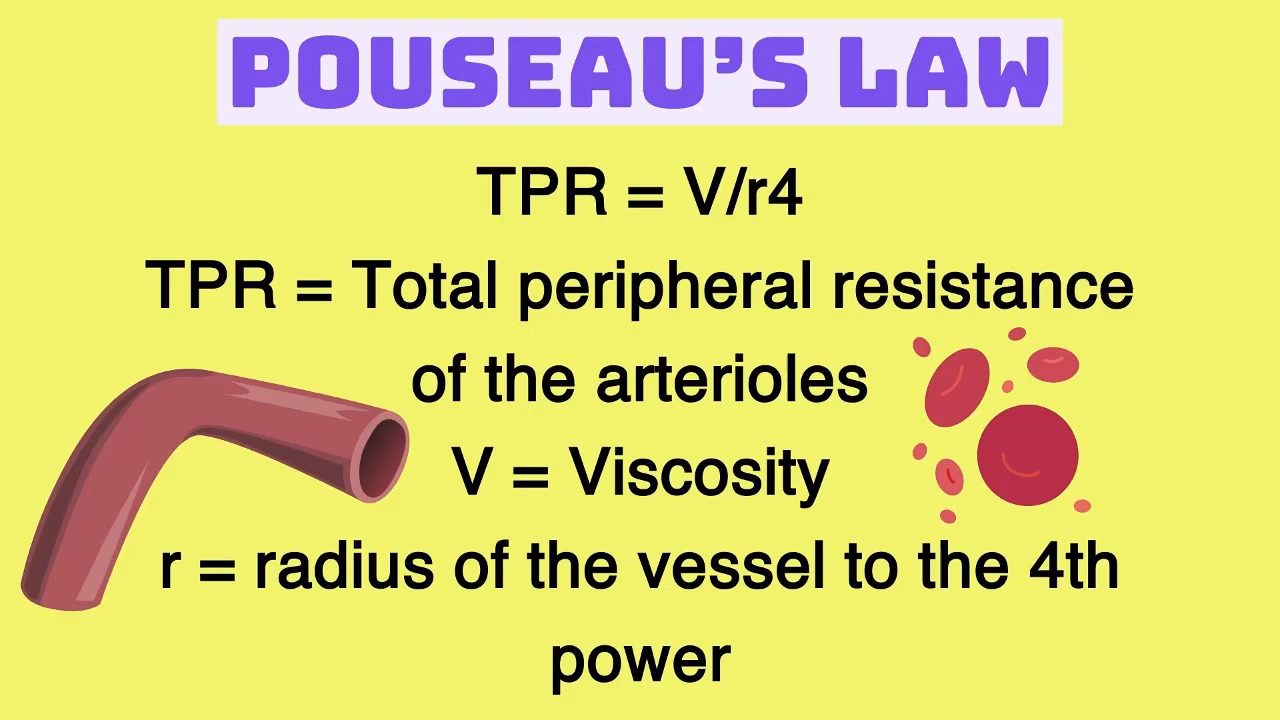 POUSEAU'S LAW
TPR = V/r4
TPR = Total peripheral resistance
of the arterioles
V = Viscosity
r = radius of the vessel to the 4th
power